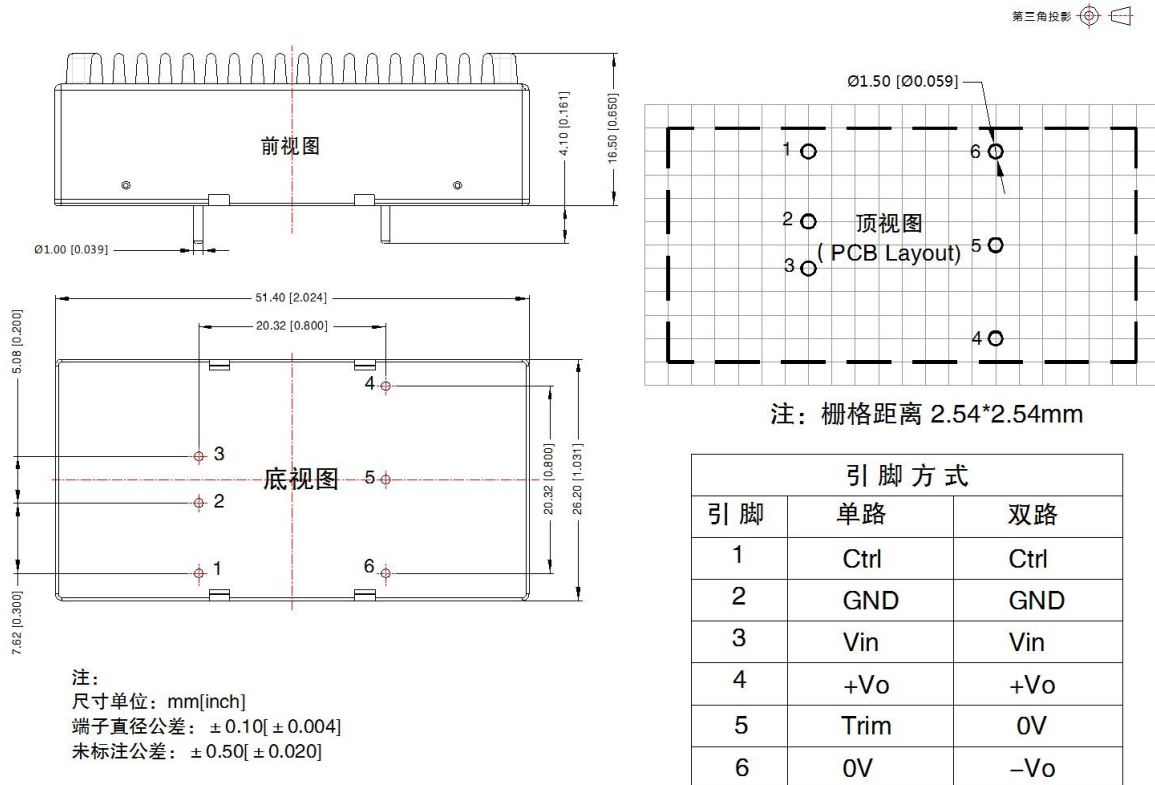 第三角投影
前视图
4.10 [0.161]
16.50 [0.650]
Ø1.00 [0.039]
Ø1.50 [Ø0.059]
1
6
2
顶视图
5
( PCB Layout)
3
4
注：栅格距离 2.54*2.54mm
51.40 [2.024]
20.32 [0.800]
5.08 [0.200]
4
3
底视图
5
2
20.32 [0.800]
26.20 [1.031]
1
6
7.62 [0.300]
注：
尺寸单位：mm[inch]
端子直径公差：±0.10[±0.004]
未标注公差：±0.50[±0.020]
引脚方式
引脚 单路 双路
1 Ctrl Ctrl
2 GND GND
3 Vin Vin
4 +Vo +Vo
5 Trim 0V
6 0V −Vo